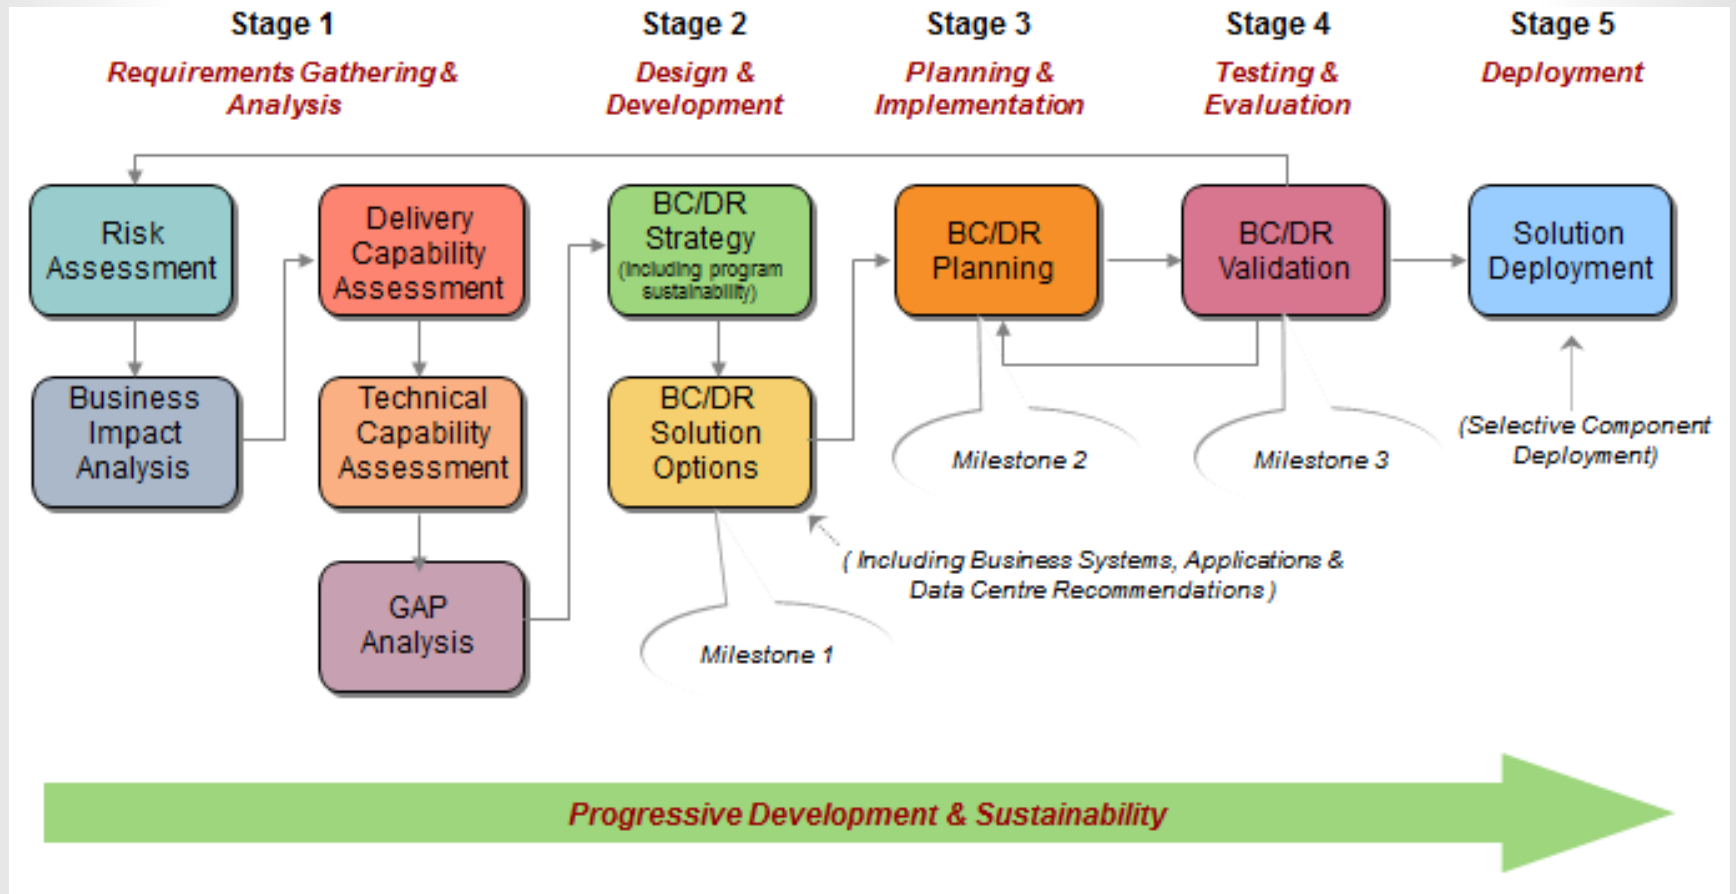 Stage 1
Requirements Gathering &
Analysis
Stage 2
Design &
Development
Stage 3
Planning &
Implementation
Stage 4
Testing &
Evaluation
Stage 5
Deployment
Risk
Assessment
Business
Impact
Analysis
Delivery
Capability
Assessment
Technical
Capability
Assessment
GAP
Analysis
BC/DR
Strategy
(Including program
sustainability)
BC/DR
Solution
Options
Milestone 1
( Including Business Systems, Applications &
Data Centre Recommendations )
BC/DR
Planning
Milestone 2
BC/DR
Validation
Milestone 3
Solution
Deployment
(Selective Component
Deployment)
Progressive Development & Sustainability